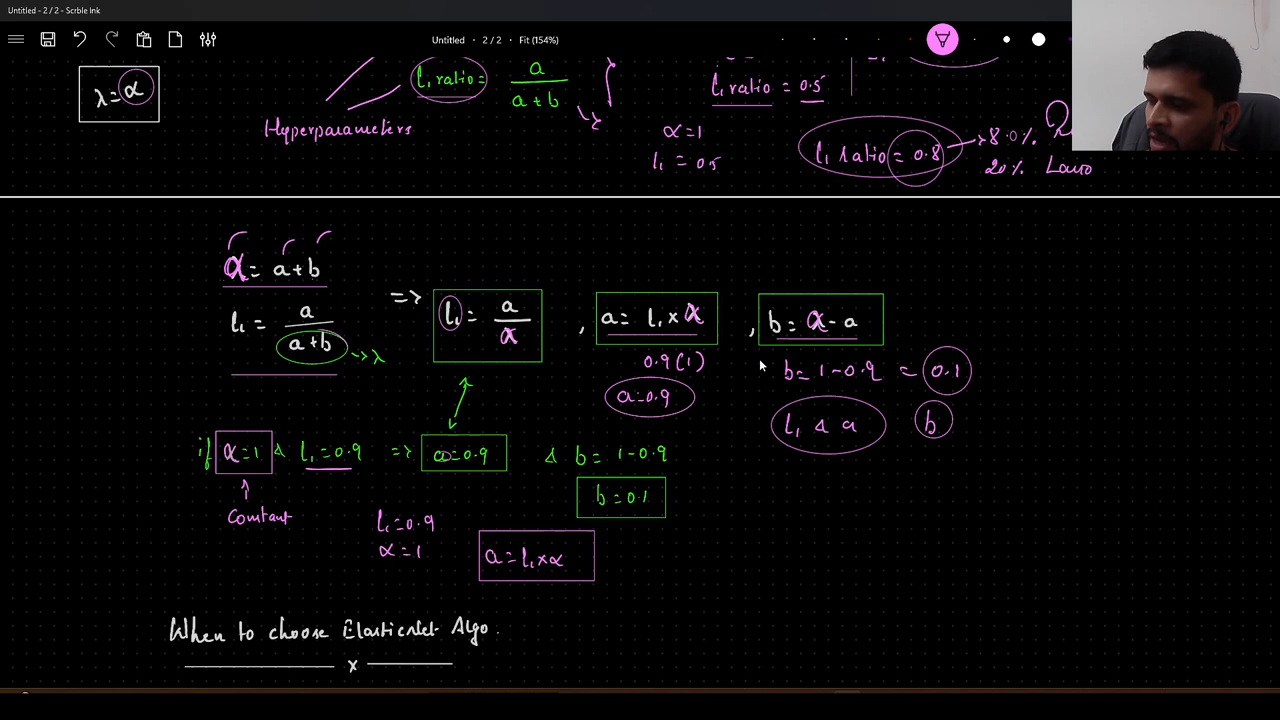 Untitled - 2 / 2 - Scrble Ink
Untitled • 2 / 2 • Fit (154%)
λ = α
l₁ ratio = a / a+b
Hyperparameters
l₁ ratio = 0.5
α = 1
l₁ = 0.5
l₁ ratio = 0.8 → 80%
20% Lasso
α = a+b
l₁ = a / a+b → λ
=> l₁ = a / α , a = l₁ × α , b = α - a
0.9(1)
a = 0.9
b = 1 - 0.9 = 0.1
l₁ & a b
if α = 1 & l₁ = 0.9 => a = 0.9 & b = 1 - 0.9
b = 0.1
Constant
l₁ = 0.9
α = 1
a = l₁ × α
When to choose ElasticNet Algo.
x